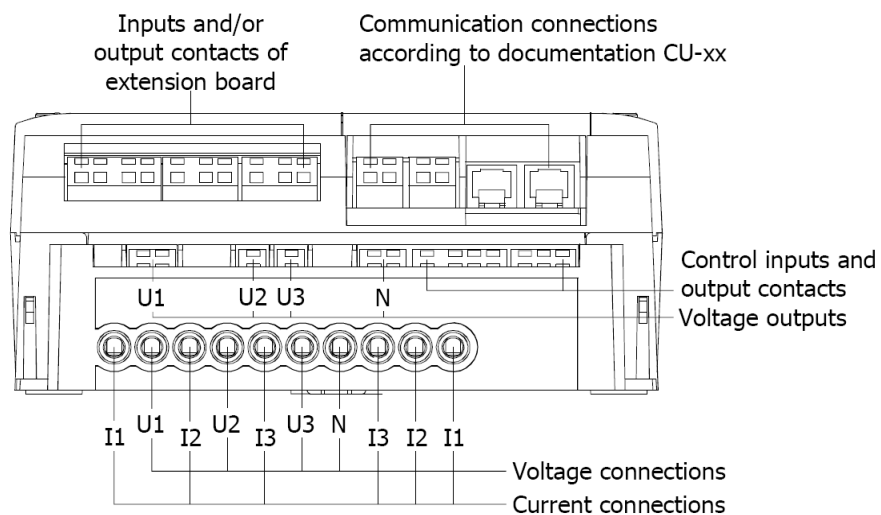 Inputs and/or
output contacts of
extension board
Communication connections
according to documentation CU-xx
Control inputs and
output contacts
U1 U2 U3 N
Voltage outputs
I1 U1 I2 U2 I3 U3 N I3 I2 I1
Voltage connections
Current connections